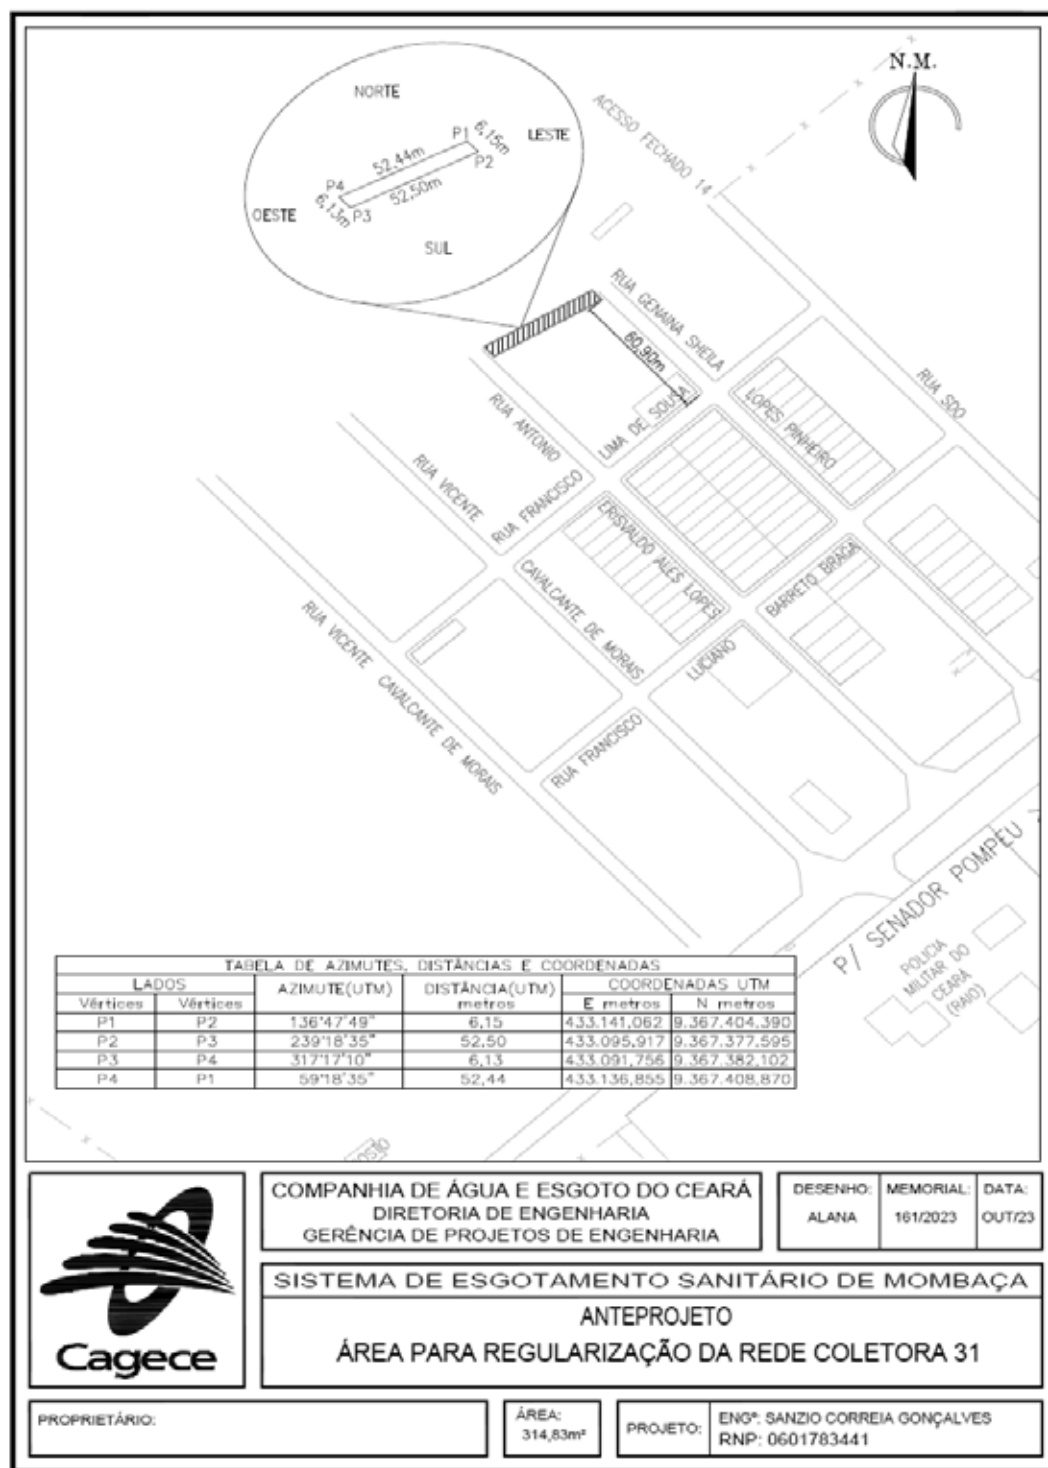 N.M.
NORTE
LESTE
OESTE
SUL
P1
6,15m
P2
52,44m
52,50m
P4
6,13m
P3
ACESSO FECHADO 14
RUA GENAINA SHEILA
60,90m
RUA SDO
LOPES PINHEIRO
RUA ANTONIO
LIMA DE SOUSA
RUA VICENTE
RUA FRANCISCO
ERISVALDO ALES LOPES
BARRETO BRAGA
CAVALCANTE DE MORAIS
LUCIANO
RUA VICENTE CAVALCANTE DE MORAIS
RUA FRANCISCO
P/ SENADOR POMPEU
POLICIA
MILITAR DO
CEARÁ
(RAIO)
TABELA DE AZIMUTES, DISTÂNCIAS E COORDENADAS
LADOS AZIMUTE(UTM) DISTÂNCIA(UTM) metros COORDENADAS UTM
Vértices Vértices E metros N metros
P1 P2 136°47'49" 6,15 433.141,062 9.367.404,390
P2 P3 239°18'35" 52,50 433.095,917 9.367.377,595
P3 P4 317°17'10" 6,13 433.091,756 9.367.382,102
P4 P1 59°18'35" 52,44 433.136,855 9.367.408,870
Cagece
COMPANHIA DE ÁGUA E ESGOTO DO CEARÁ
DIRETORIA DE ENGENHARIA
GERÊNCIA DE PROJETOS DE ENGENHARIA
DESENHO: MEMORIAL: DATA:
ALANA 161/2023 OUT/23
SISTEMA DE ESGOTAMENTO SANITÁRIO DE MOMBAÇA
ANTEPROJETO
ÁREA PARA REGULARIZAÇÃO DA REDE COLETORA 31
PROPRIETÁRIO:
ÁREA:
314,83m²
PROJETO:
ENGº: SANZIO CORREIA GONÇALVES
RNP: 0601783441